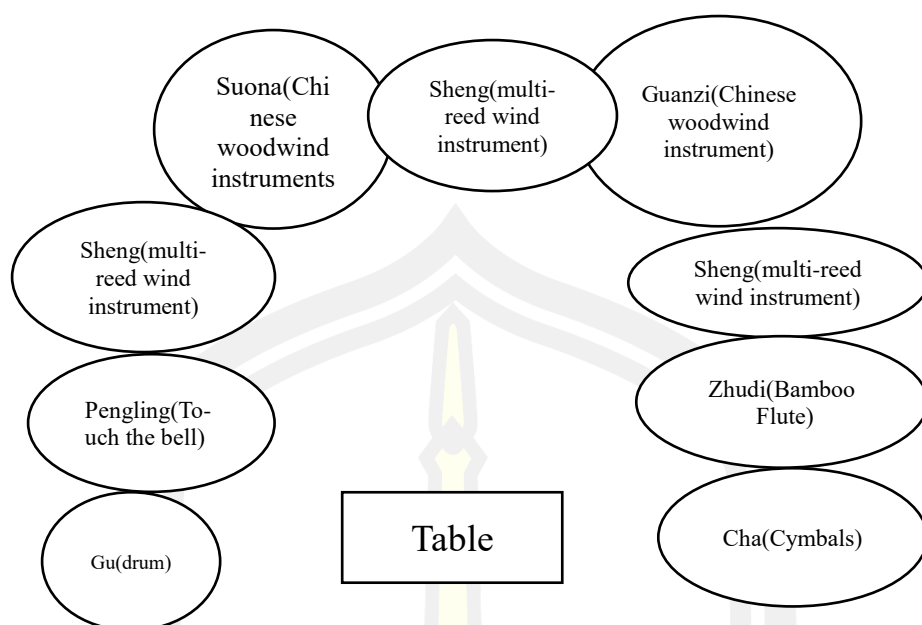 Suona(Chi
nese
woodwind
instruments
Sheng(multi-
reed wind
instrument)
Guanzi(Chinese
woodwind
instrument)
Sheng(multi-
reed wind
instrument)
Sheng(multi-reed
wind instrument)
Pengling(To-
uch the bell)
Zhudi(Bamboo
Flute)
Gu(drum)
Table
Cha(Cymbals)